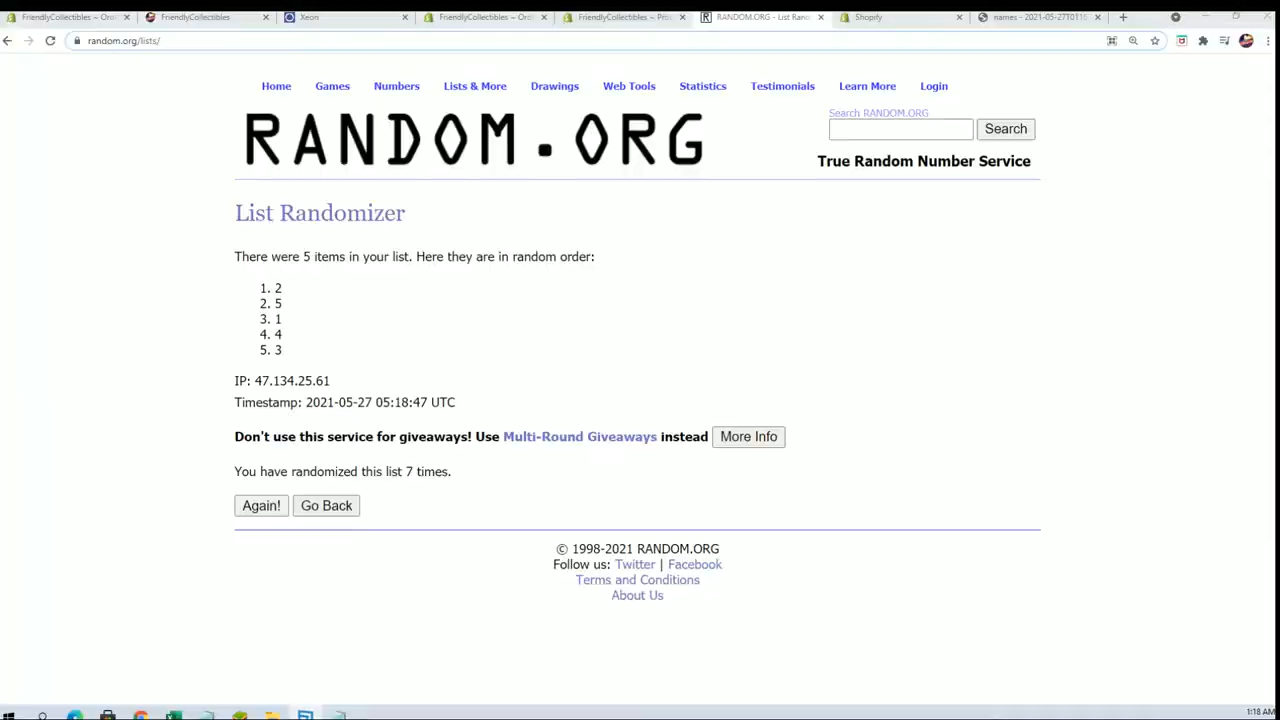 FriendlyCollectibles ~ Ord
FriendlyCollectibles
Xeon
FriendlyCollectibles ~ Ord
FriendlyCollectibles ~ Pro
RANDOM.ORG - List Ran
Shopify
names - 2021-05-27T0118
random.org/lists/
Home Games Numbers Lists & More Drawings Web Tools Statistics Testimonials Learn More Login
RANDOM.ORG
Search RANDOM.ORG
Search
True Random Number Service
List Randomizer
There were 5 items in your list. Here they are in random order:
1. 2
2. 5
3. 1
4. 4
5. 3
IP: 47.134.25.61
Timestamp: 2021-05-27 05:18:47 UTC
Don't use this service for giveaways! Use Multi-Round Giveaways instead More Info
You have randomized this list 7 times.
Again! Go Back
© 1998-2021 RANDOM.ORG
Follow us: Twitter | Facebook
Terms and Conditions
About Us
1:18 AM